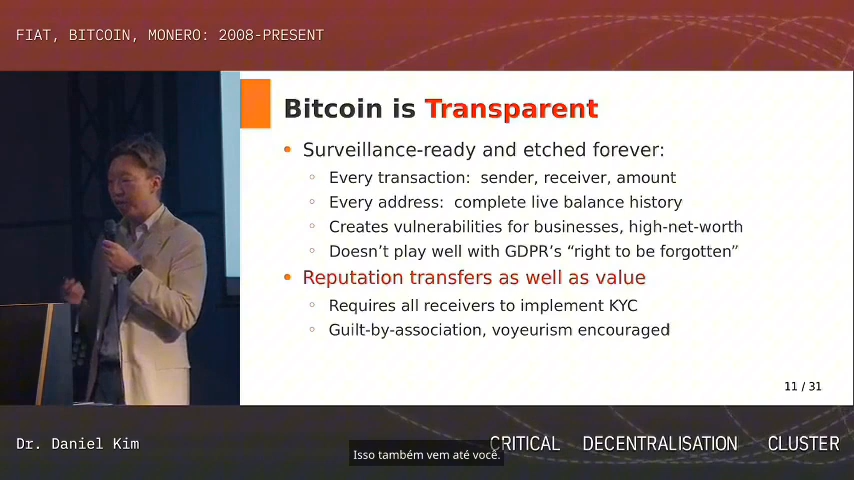 FIAT, BITCOIN, MONERO: 2008-PRESENT
Bitcoin is Transparent
• Surveillance-ready and etched forever:
◦ Every transaction: sender, receiver, amount
◦ Every address: complete live balance history
◦ Creates vulnerabilities for businesses, high-net-worth
◦ Doesn’t play well with GDPR’s “right to be forgotten”
• Reputation transfers as well as value
◦ Requires all receivers to implement KYC
◦ Guilt-by-association, voyeurism encouraged
11 / 31
Dr. Daniel Kim
CRITICAL DECENTRALISATION CLUSTER
Isso também vem até você.